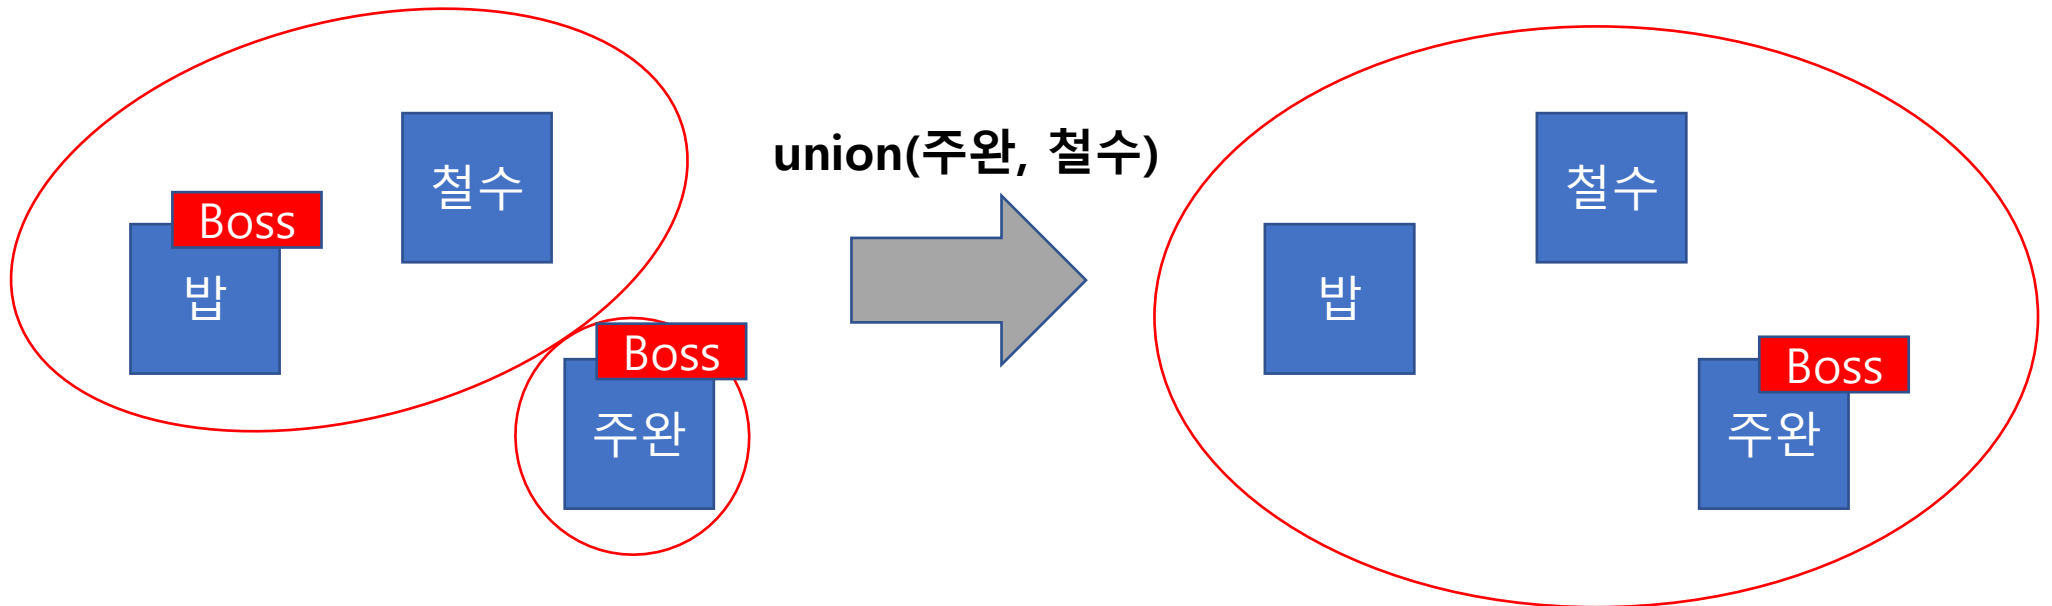 철수
Boss
밥
Boss
주완
union(주완, 철수)
철수
밥
Boss
주완